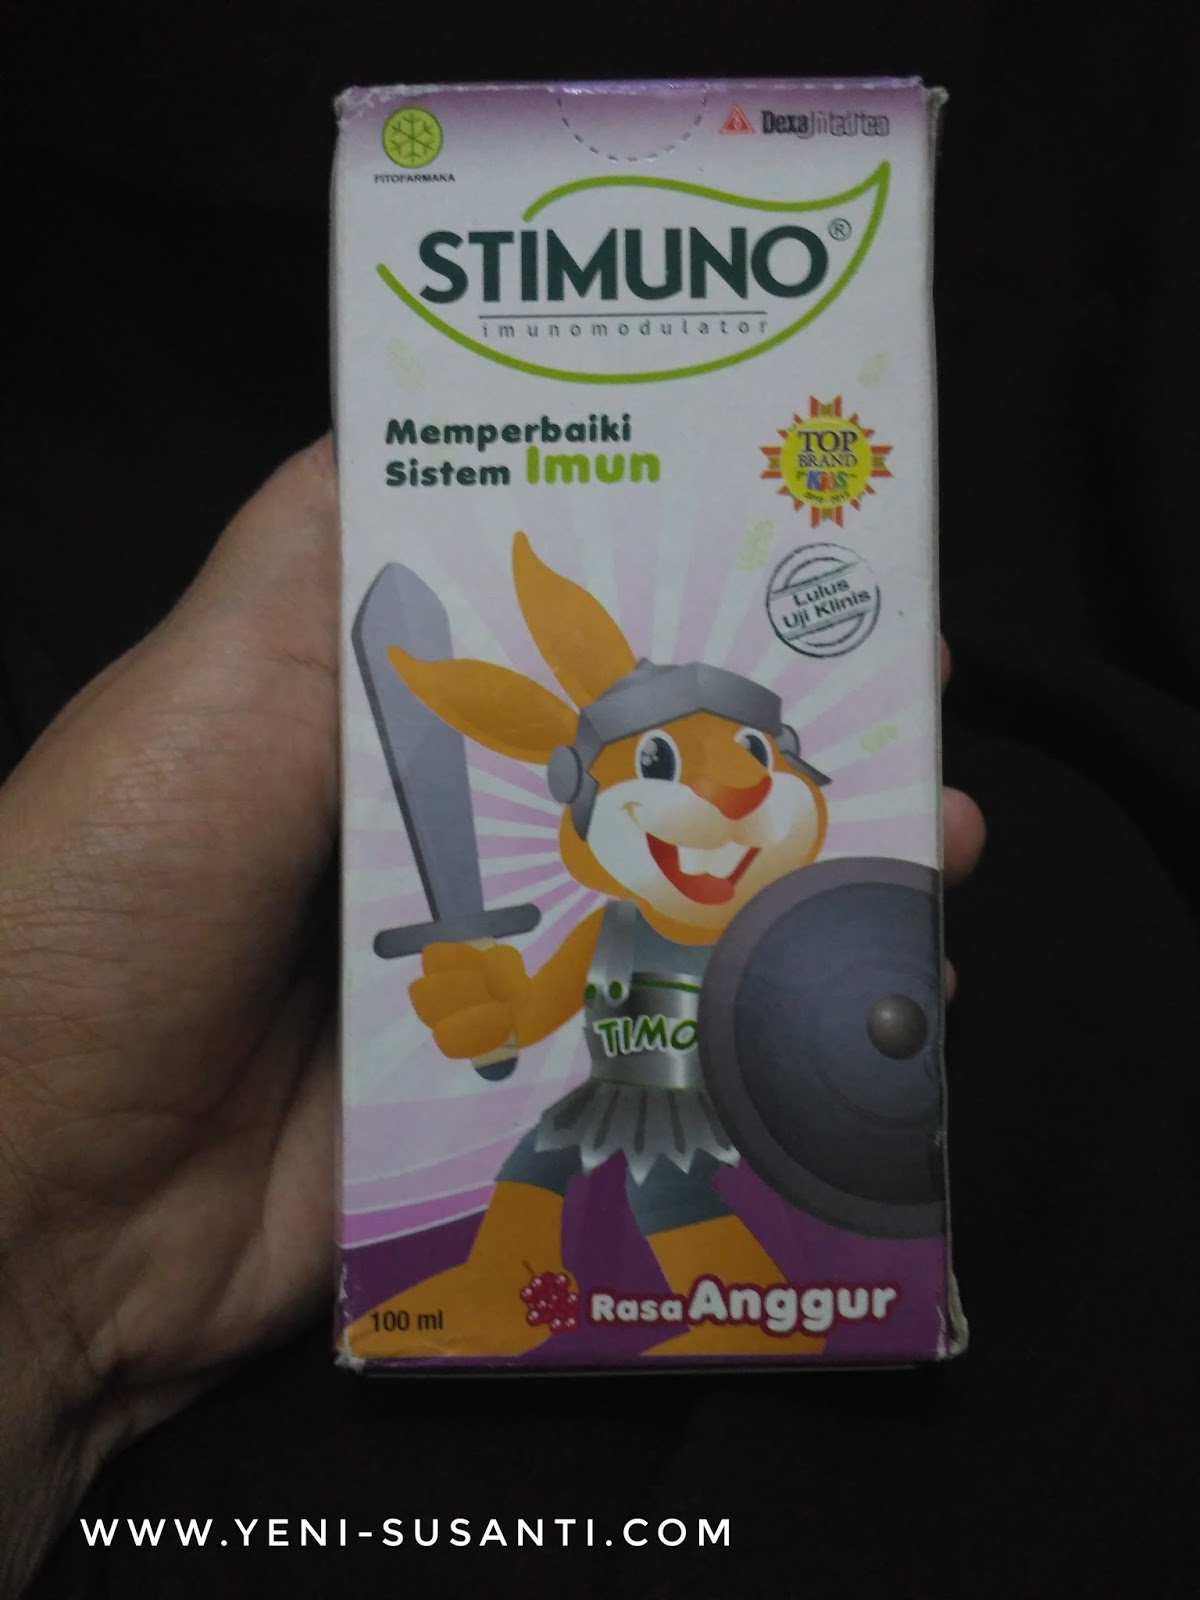 FITOFARMAKA
Dexa Medica
STIMUNO®
imunomodulator
Memperbaiki
Sistem Imun
TOP
BRAND
KIDS
Lulus
Uji Klinis
TIMO
100 ml
Rasa Anggur
WWW.YENI-SUSANTI.COM